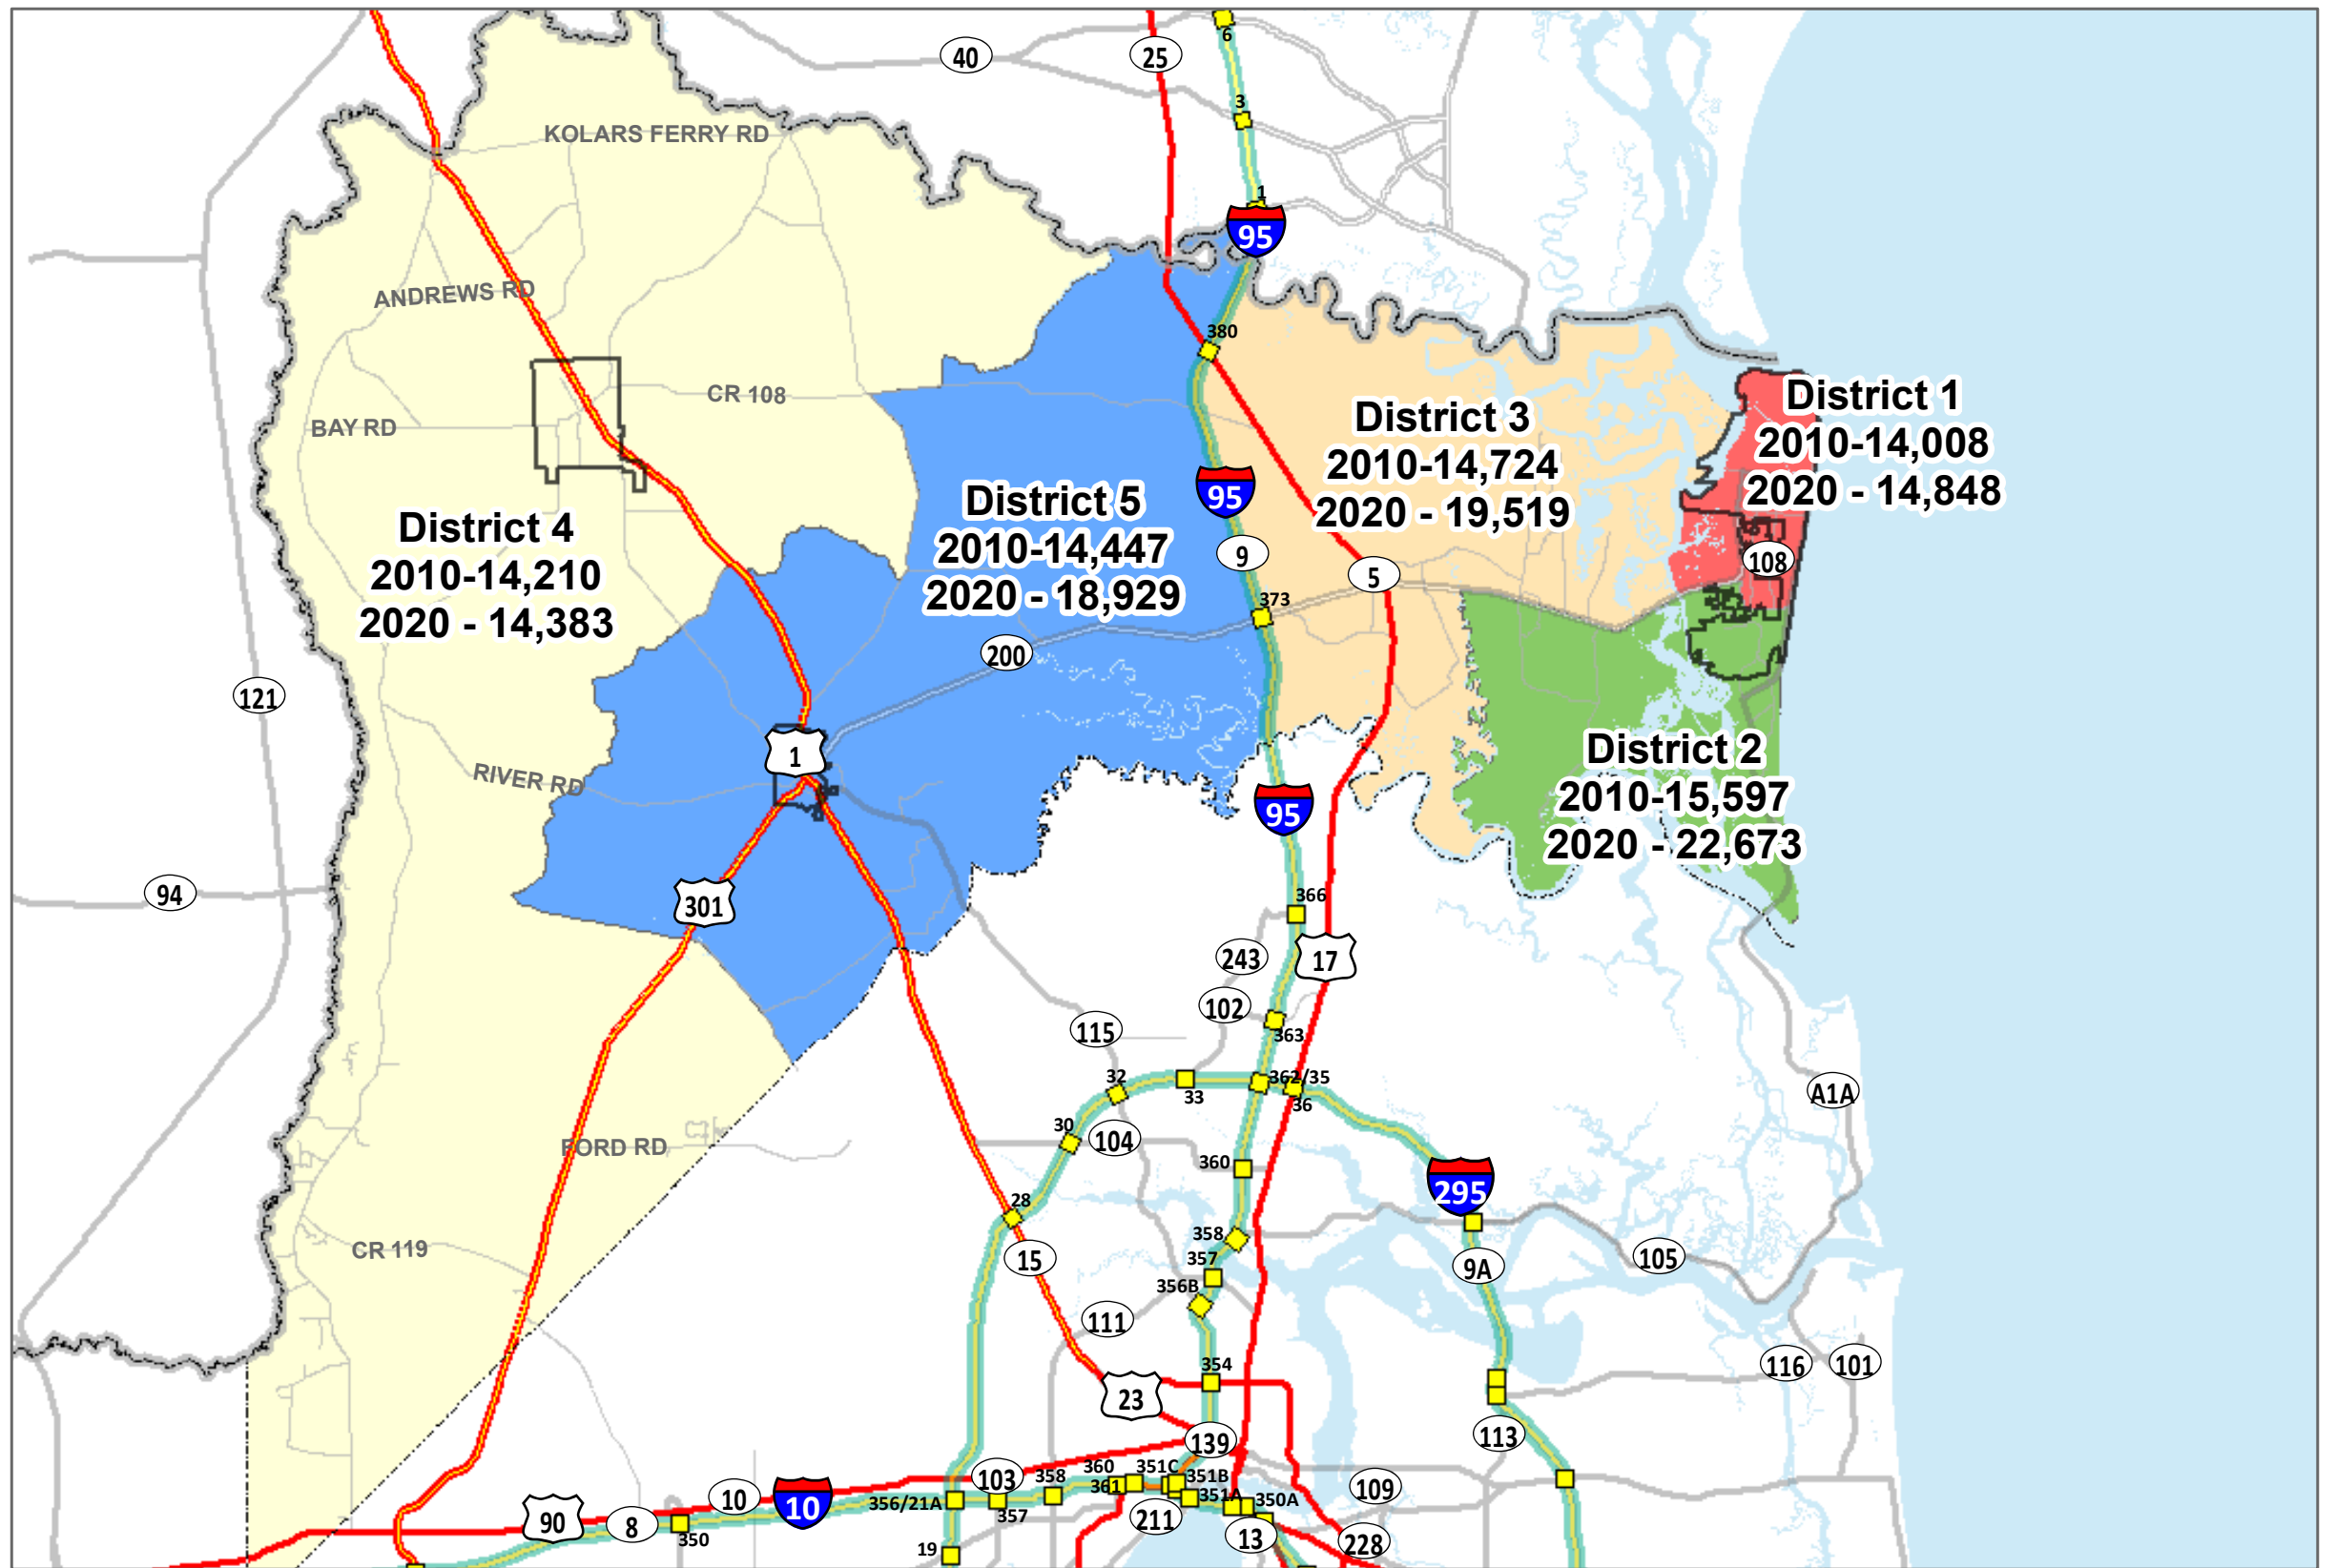 6
40
25
3
KOLARS FERRY RD
1
95
ANDREWS RD
380
CR 108
BAY RD
District 1
2010-14,008
2020 - 14,848
District 3
2010-14,724
2020 - 19,519
95
District 5
2010-14,447
2020 - 18,929
District 4
2010-14,210
2020 - 14,383
9
108
5
373
200
121
1
RIVER RD
District 2
2010-15,597
2020 - 22,673
95
94
301
366
243
17
102
115
363
32
33
362/35
36
A1A
30
104
FORD RD
360
295
28
358
CR 119
15
357
9A
105
356B
111
354
116
101
23
139
113
103
358
360
361
351C
351B
351A
350A
109
10
10
356/21A
357
90
8
350
211
13
228
19